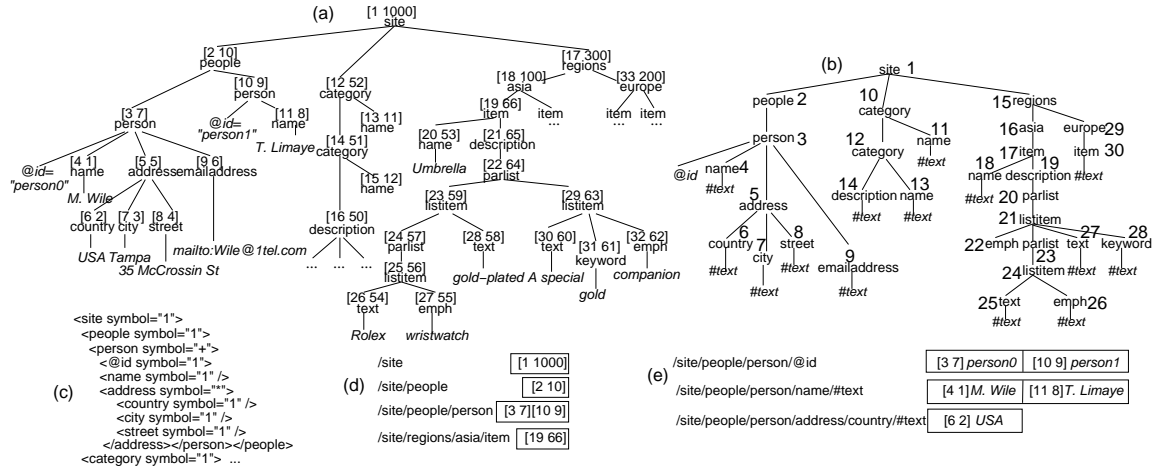 (a)
[1 1000]
site
[2 10]
people
[17 300]
regions
[10 9]
person
[12 52]
category
[18 100]
asia
[33 200]
europe
[3 7]
person
@id=
"person1"
[11 8]
name
T. Limaye
[13 11]
name
[19 66]
item
item
...
item
item
...
[14 51]
category
[20 53]
name
Umbrella
[21 65]
description
@id=
"person0"
[4 1]
name
M. Wile
[5 5]
address
[9 6]
emailaddress
[15 12]
name
[22 64]
parlist
[6 2]
country
[7 3]
city
[8 4]
street
USA
Tampa
35 McCrossin St
mailto:Wile@1tel.com
[16 50]
description
... ... ...
[23 59]
listitem
[29 63]
listitem
[24 57]
parlist
[28 58]
text
gold−plated
[30 60]
text
A special
[31 61]
keyword
gold
[32 62]
emph
companion
[25 56]
listitem
[26 54]
text
Rolex
[27 55]
emph
wristwatch
(b)
site 1
people 2
10
category
15 regions
person 3
11
name
#text
12
category
16 asia
europe 29
17 item
item 30
#text
@id
name 4
#text
18
name
#text
19
description
14
description
#text
13
name
#text
20 parlist
5
address
21 listitem
6
country
#text
7
city
#text
8
street
#text
9
emailaddress
#text
22 emph
#text
parlist
23
27
text
#text
28
keyword
#text
24 listitem
25 text
#text
emph 26
#text
(c)
<site symbol="1">
<people symbol="1">
<person symbol="+">
<@id symbol="1">
<name symbol="1" />
<address symbol="*">
<country symbol="1" />
<city symbol="1" />
<street symbol="1" />
</address></person></people>
<category symbol="1"> ...
(d)
/site [1 1000]
/site/people [2 10]
/site/people/person [3 7][10 9]
/site/regions/asia/item [19 66]
(e)
/site/people/person/@id [3 7] person0 [10 9] person1
/site/people/person/name/#text [4 1] M. Wile [11 8] T. Limaye
/site/people/person/address/country/#text [6 2] USA